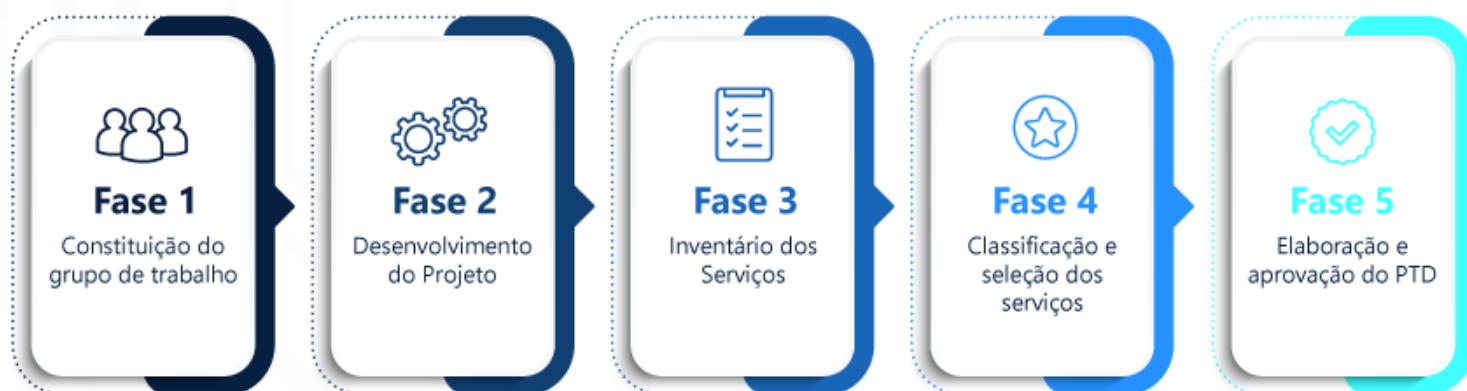 Fase 1
Constituição do
grupo de trabalho
Fase 2
Desenvolvimento
do Projeto
Fase 3
Inventário dos
Serviços
Fase 4
Classificação e
seleção dos
serviços
Fase 5
Elaboração e
aprovação do PTD